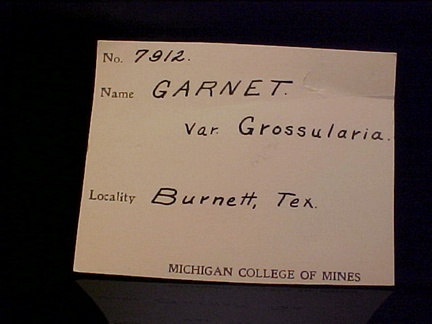 No. 7912.
Name GARNET.
Var. Grossularia.
Locality Burnett, Tex.
MICHIGAN COLLEGE OF MINES